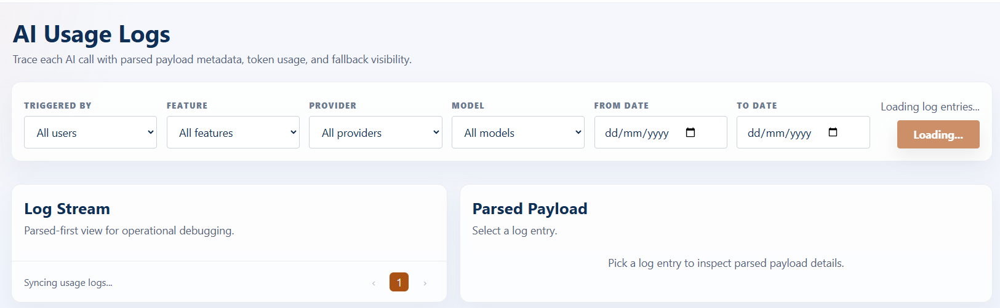 AI Usage Logs
Trace each AI call with parsed payload metadata, token usage, and fallback visibility.
TRIGGERED BY
All users
FEATURE
All features
PROVIDER
All providers
MODEL
All models
FROM DATE
dd/mm/yyyy
TO DATE
dd/mm/yyyy
Loading log entries...
Loading...
Log Stream
Parsed-first view for operational debugging.
Syncing usage logs...
‹ 1 ›
Parsed Payload
Select a log entry.
Pick a log entry to inspect parsed payload details.